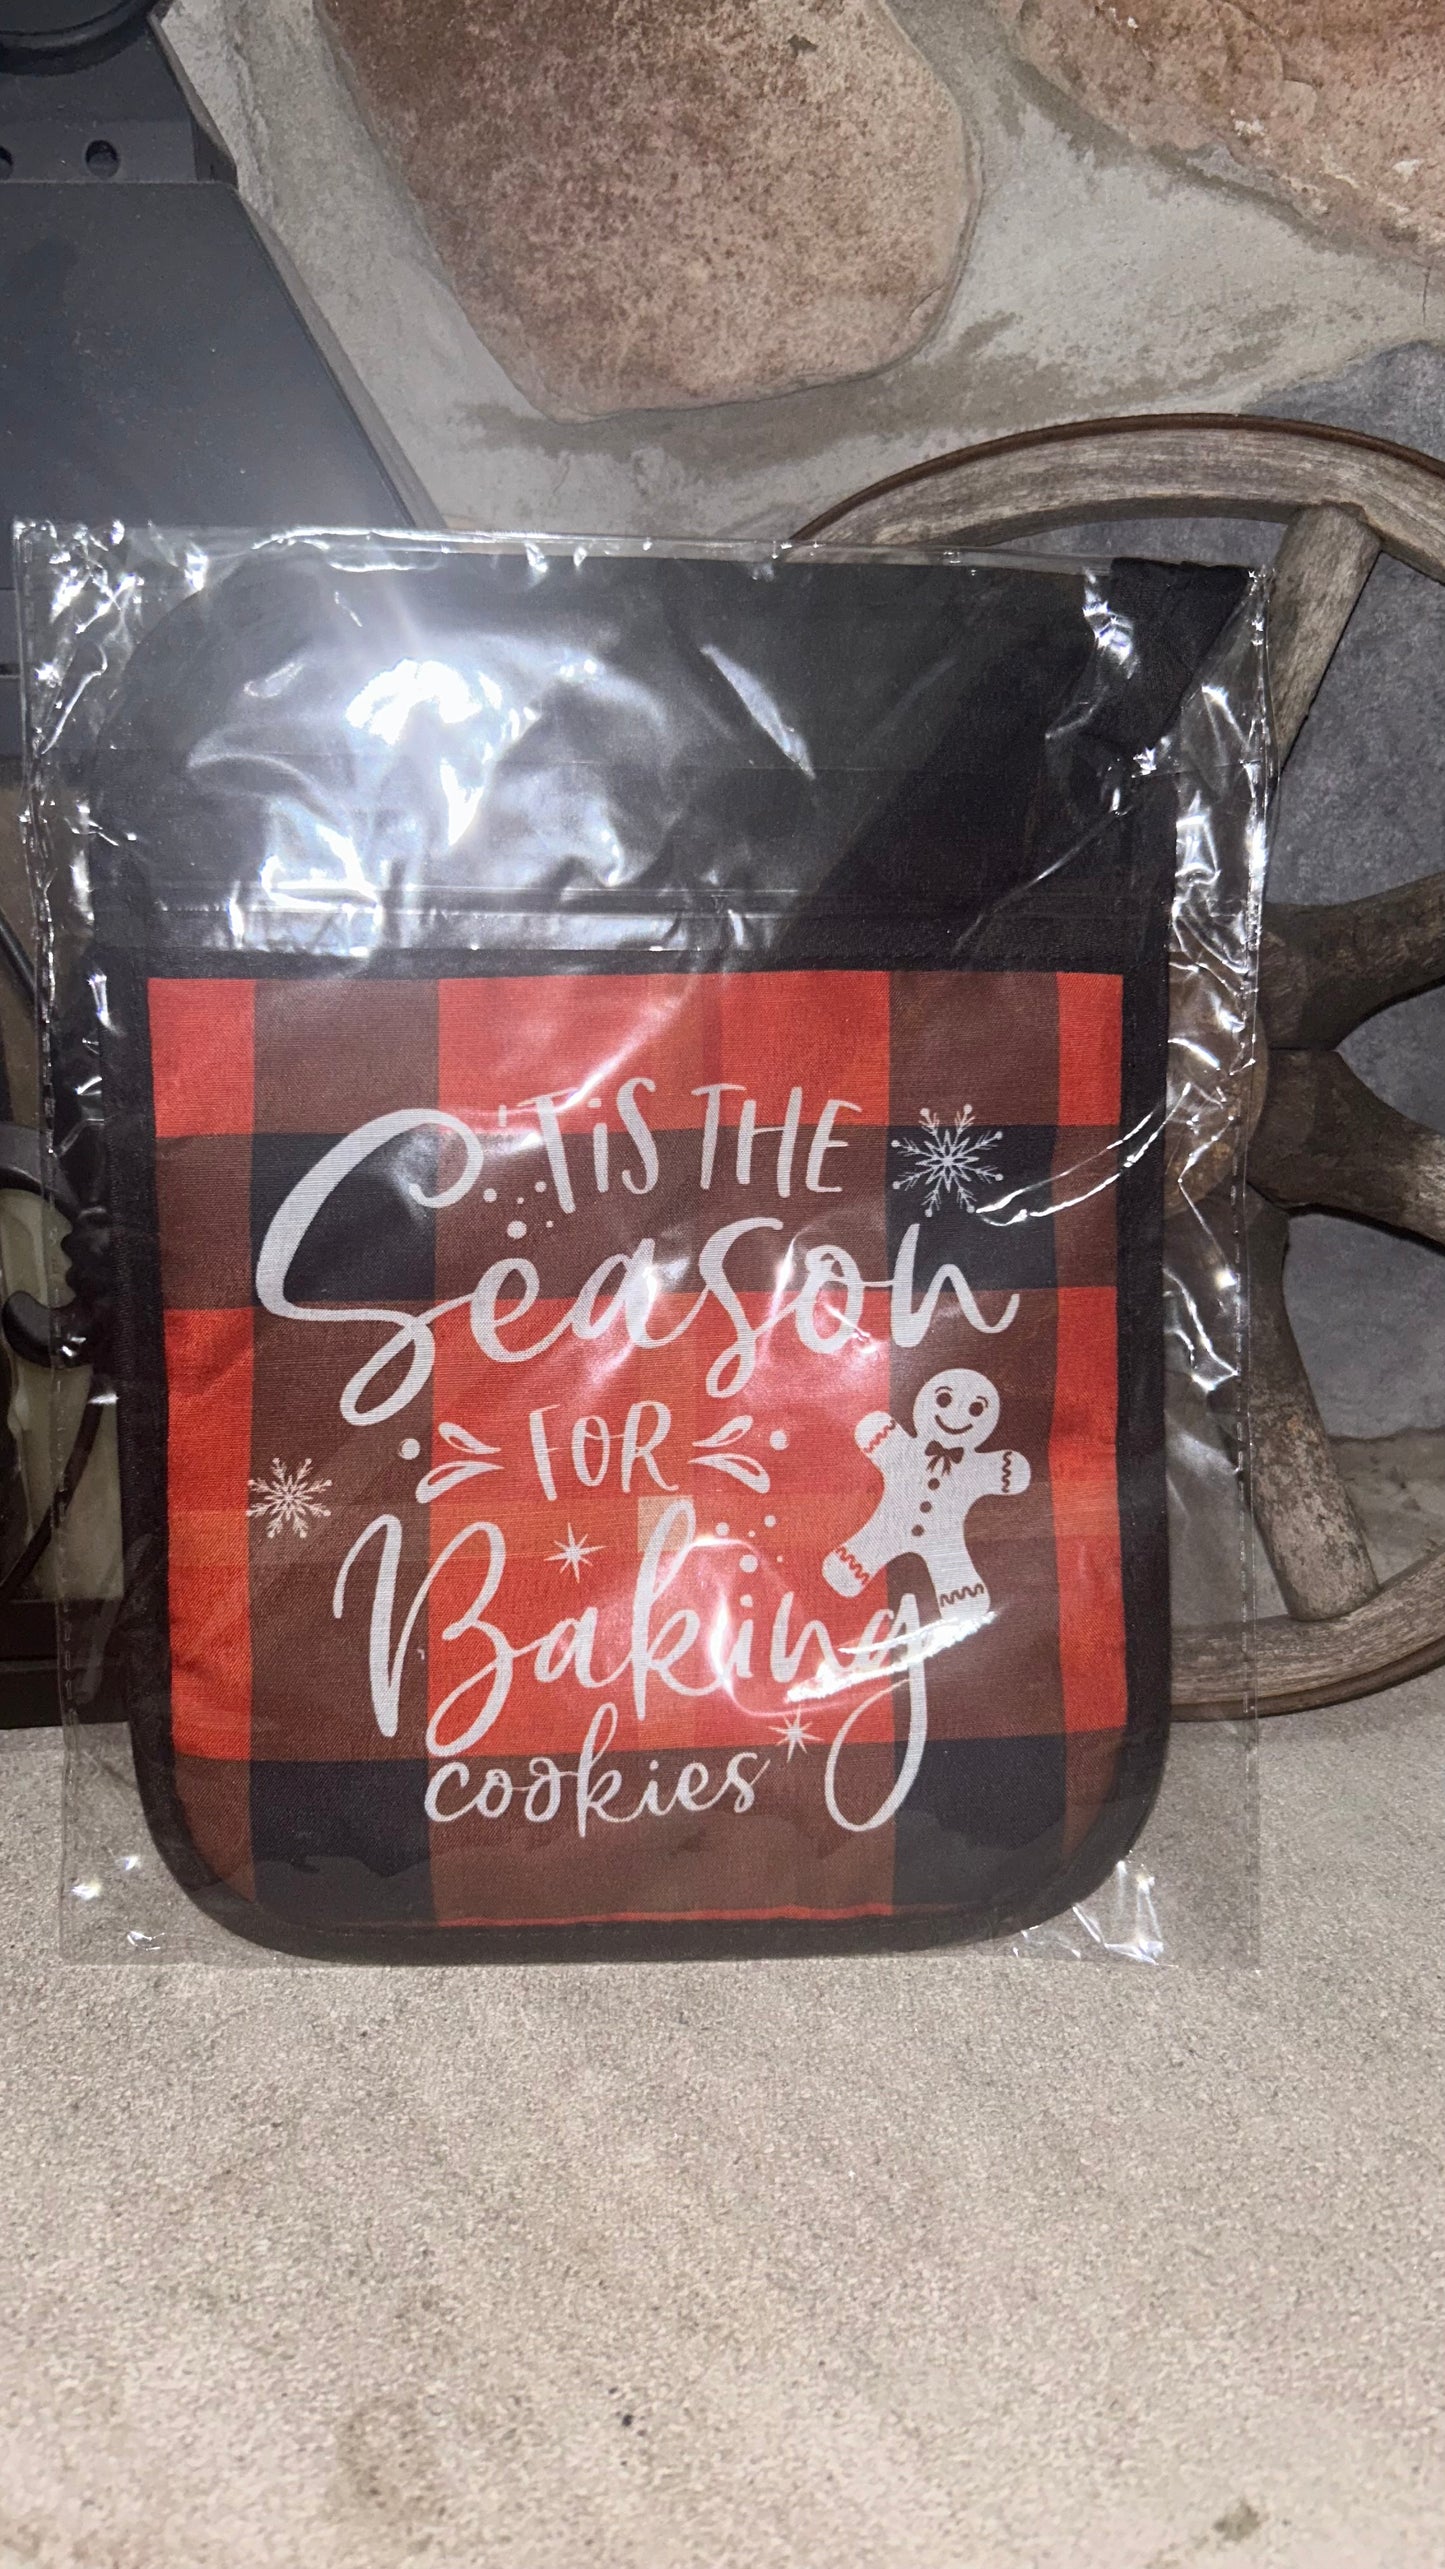 'TiS THE
Season
FOR
Baking
cookies